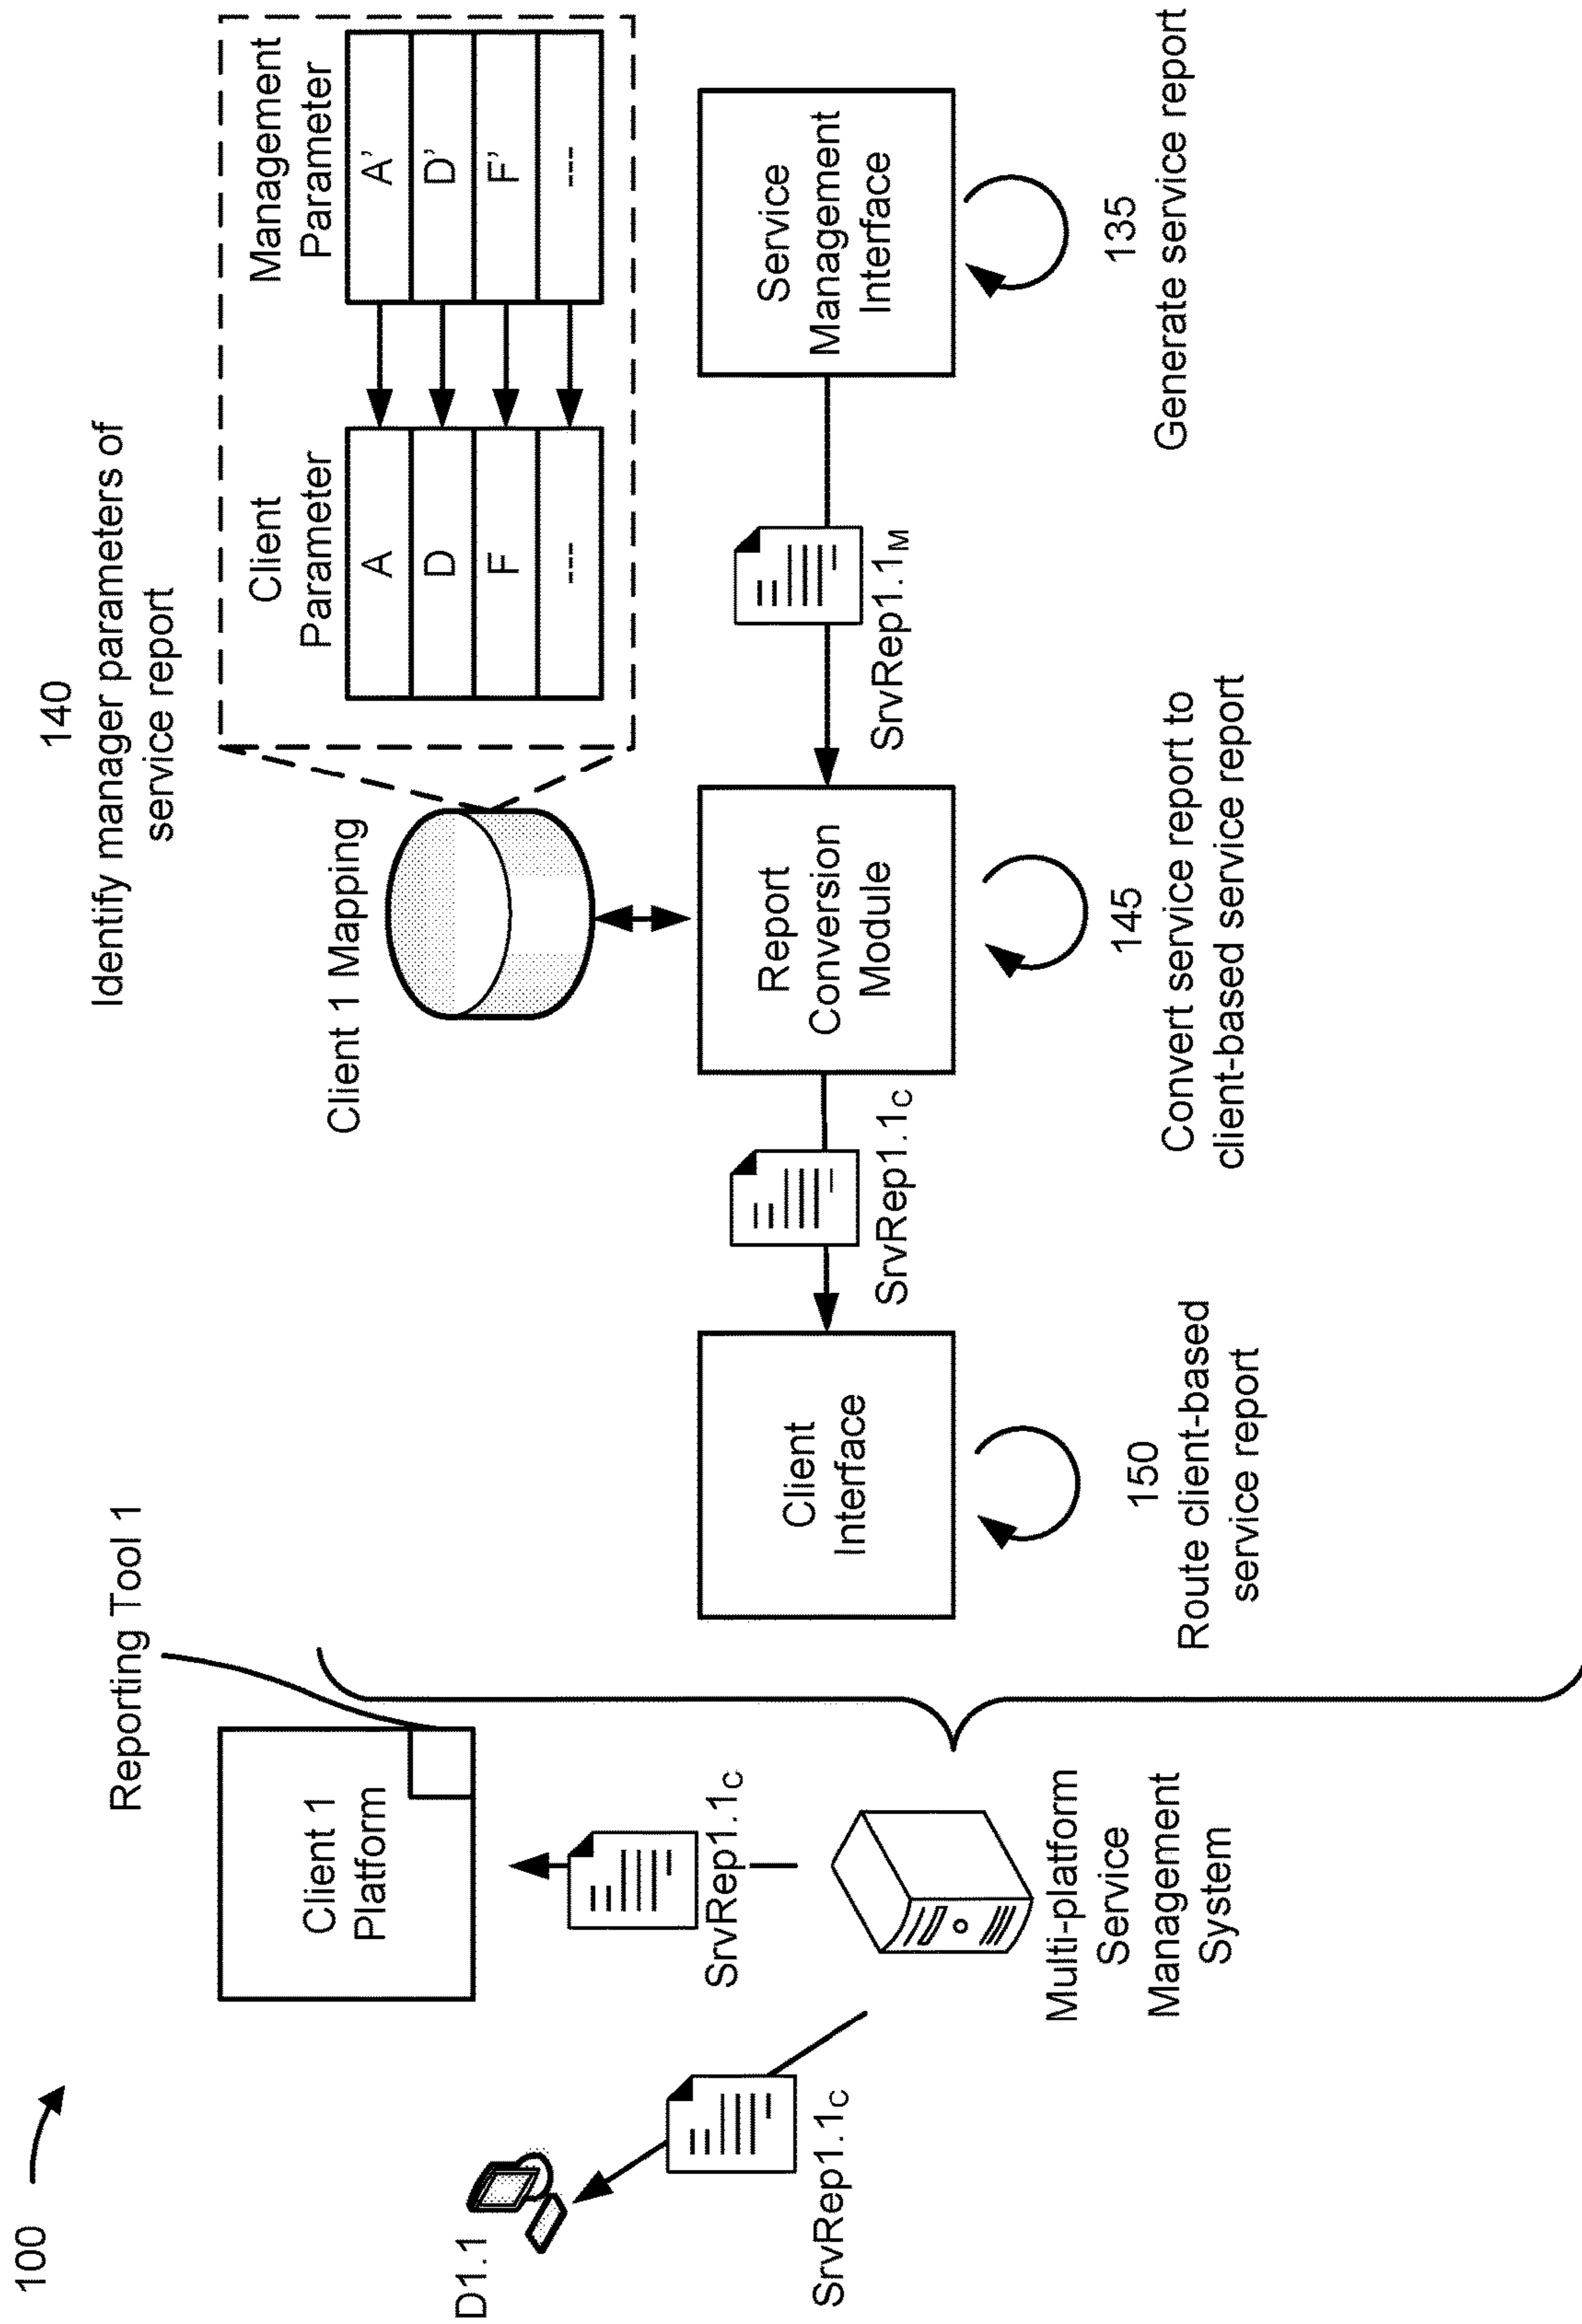 100
D1.1
SrvRep1.1C
Client 1
Platform
Reporting Tool 1
SrvRep1.1C
Multi-platform
Service
Management
System
140
Identify manager parameters of
service report
Client 1 Mapping
Client
Parameter
A
D
F
---
Management
Parameter
A'
D'
F'
---
Client
Interface
SrvRep1.1C
Report
Conversion
Module
SrvRep1.1M
Service
Management
Interface
150
Route client-based
service report
145
Convert service report to
client-based service report
135
Generate service report